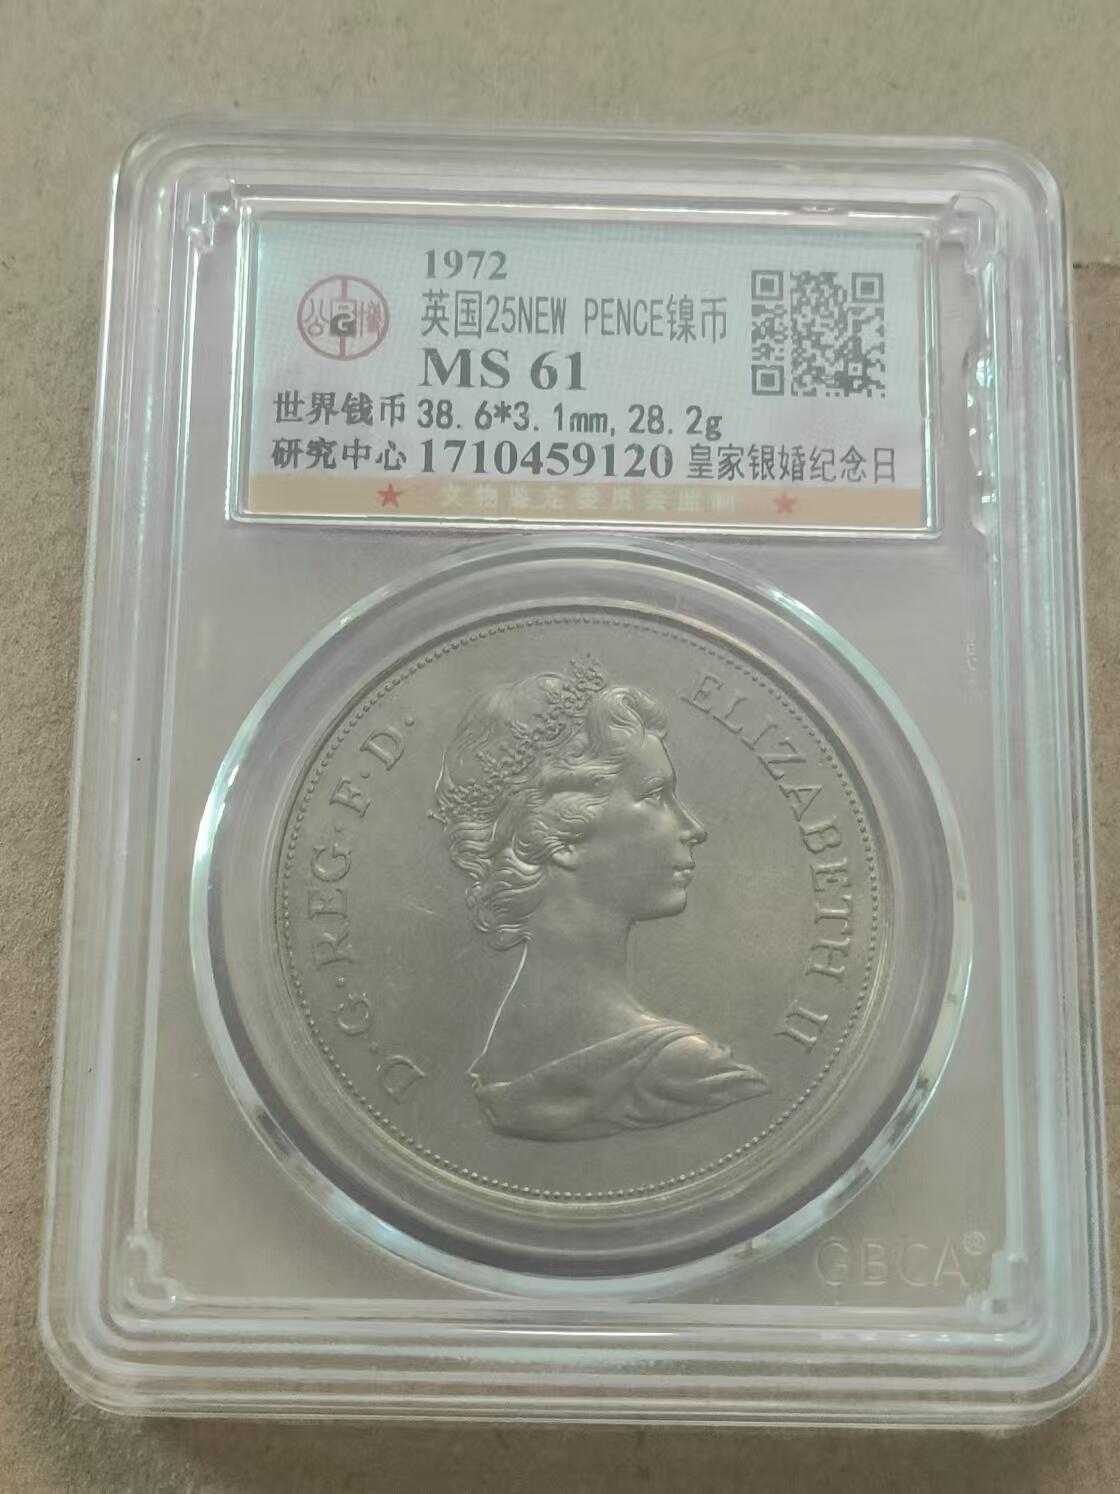 1972
英国25NEW PENCE镍币
MS 61
世界钱币 38.6*3.1mm, 28.2g
研究中心 1710459120 皇家银婚纪念日
★ 文物鉴定委员会监制 ★
D·G·REG·F·D· ELIZABETH II
GBCA®